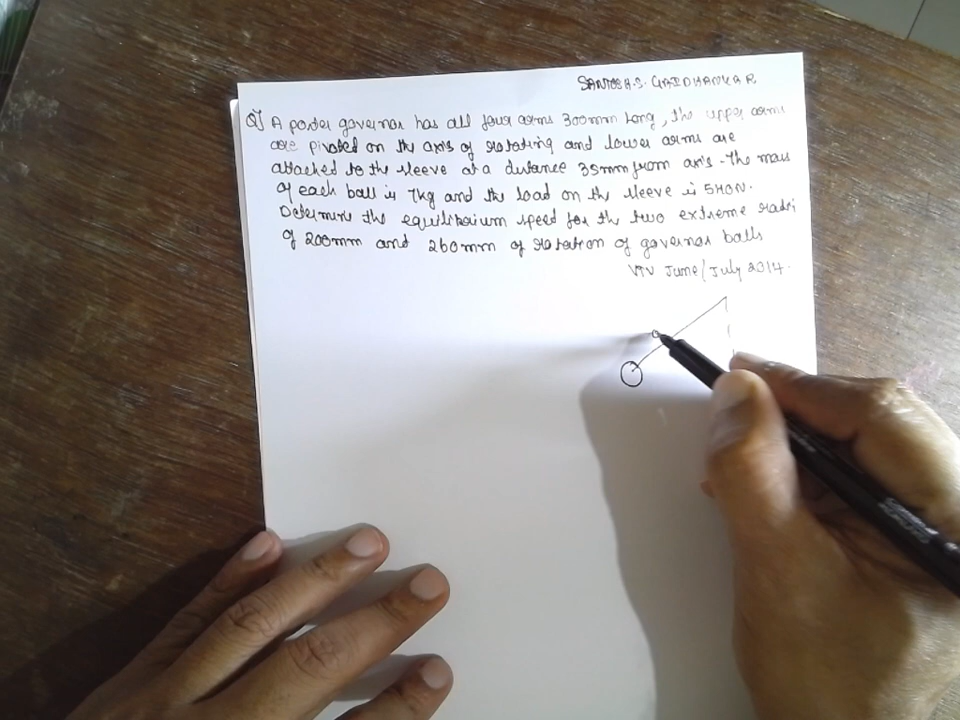 SANTOSH.S. GAIDHANKAR
Q) A porter governor has all four arms 300mm long, the upper arms
are pivoted on the axis of rotating and lower arms are
attached to the sleeve at a distance 35mm from axis. The mass
of each ball is 7kg and the load on the sleeve is 540N.
Determine the equilibrium speed for the two extreme radii
of 200mm and 260mm of rotation of governor balls
VTU June/July 2014.